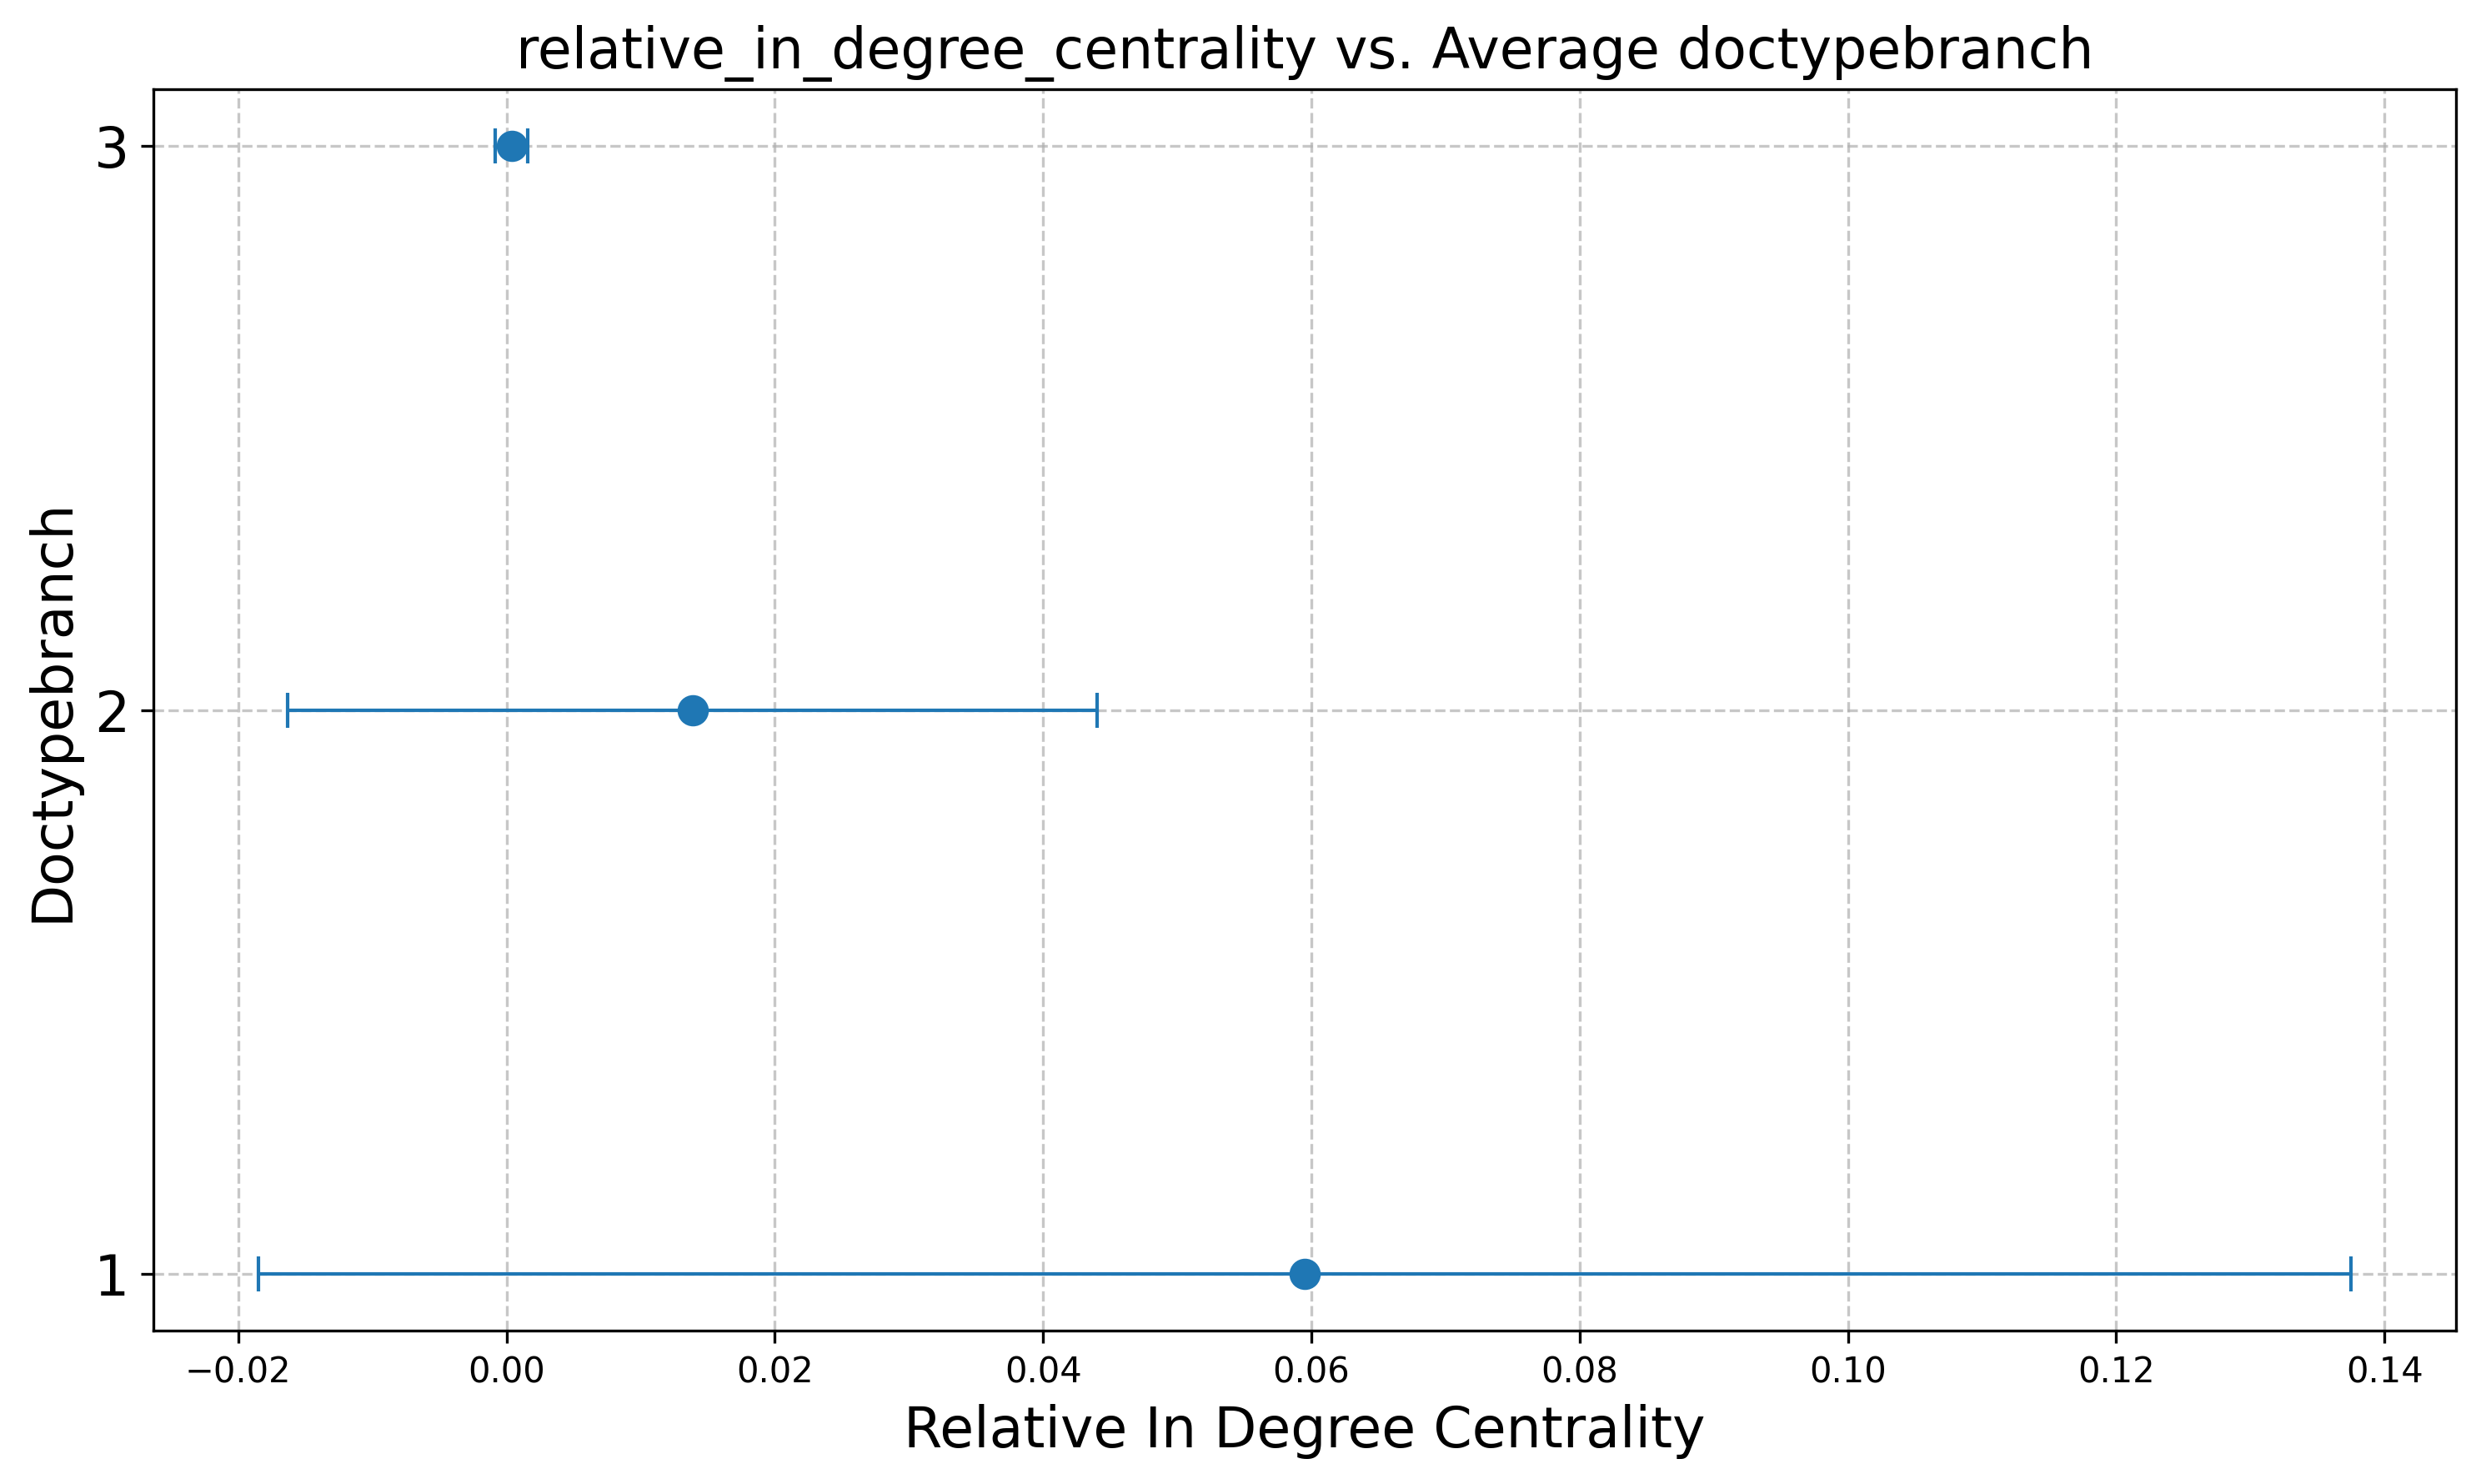 relative_in_degree_centrality vs. Average doctypebranch
3
2
1
Doctypebranch
−0.02 0.00 0.02 0.04 0.06 0.08 0.10 0.12 0.14
Relative In Degree Centrality